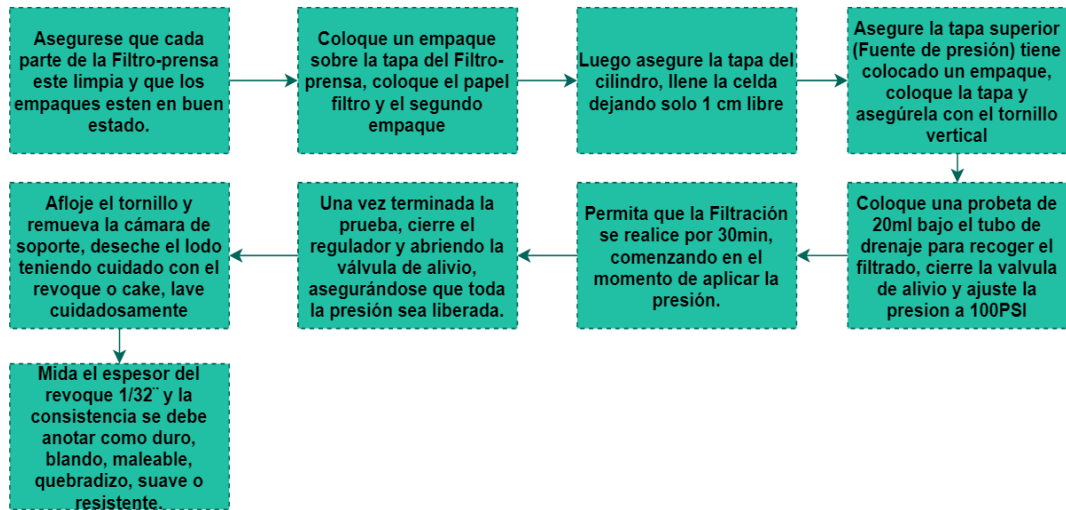 Asegurese que cada
parte de la Filtro-prensa
este limpia y que los
empaques esten en buen
estado.
Coloque un empaque
sobre la tapa del Filtro-
prensa, coloque el papel
filtro y el segundo
empaque
Luego asegure la tapa del
cilindro, llene la celda
dejando solo 1 cm libre
Asegure la tapa superior
(Fuente de presión) tiene
colocado un empaque,
coloque la tapa y
asegúrela con el tornillo
vertical
Coloque una probeta de
20ml bajo el tubo de
drenaje para recoger el
filtrado, cierre la valvula
de alivio y ajuste la
presion a 100PSI
Permita que la Filtración
se realice por 30min,
comenzando en el
momento de aplicar la
presión.
Una vez terminada la
prueba, cierre el
regulador y abriendo la
válvula de alivio,
asegurándose que toda
la presión sea liberada.
Afloje el tornillo y
remueva la cámara de
soporte, deseche el lodo
teniendo cuidado con el
revoque o cake, lave
cuidadosamente
Mida el espesor del
revoque 1/32¨ y la
consistencia se debe
anotar como duro,
blando, maleable,
quebradizo, suave o
resistente.